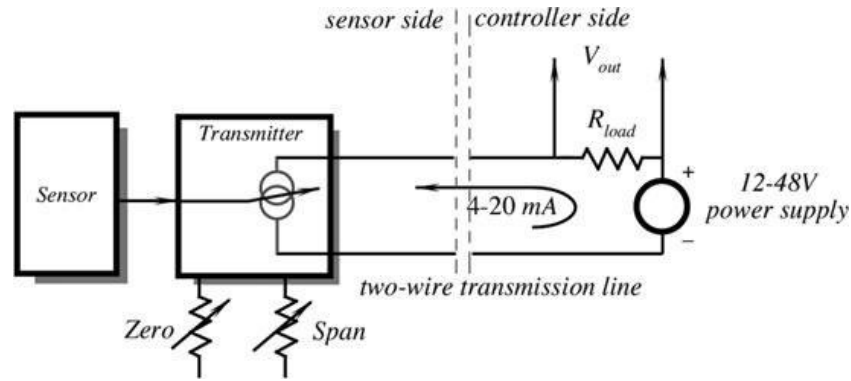 sensor side
controller side
V_out
R_load
Transmitter
Sensor
+
12-48V
power supply
4-20 mA
–
two-wire transmission line
Zero
Span